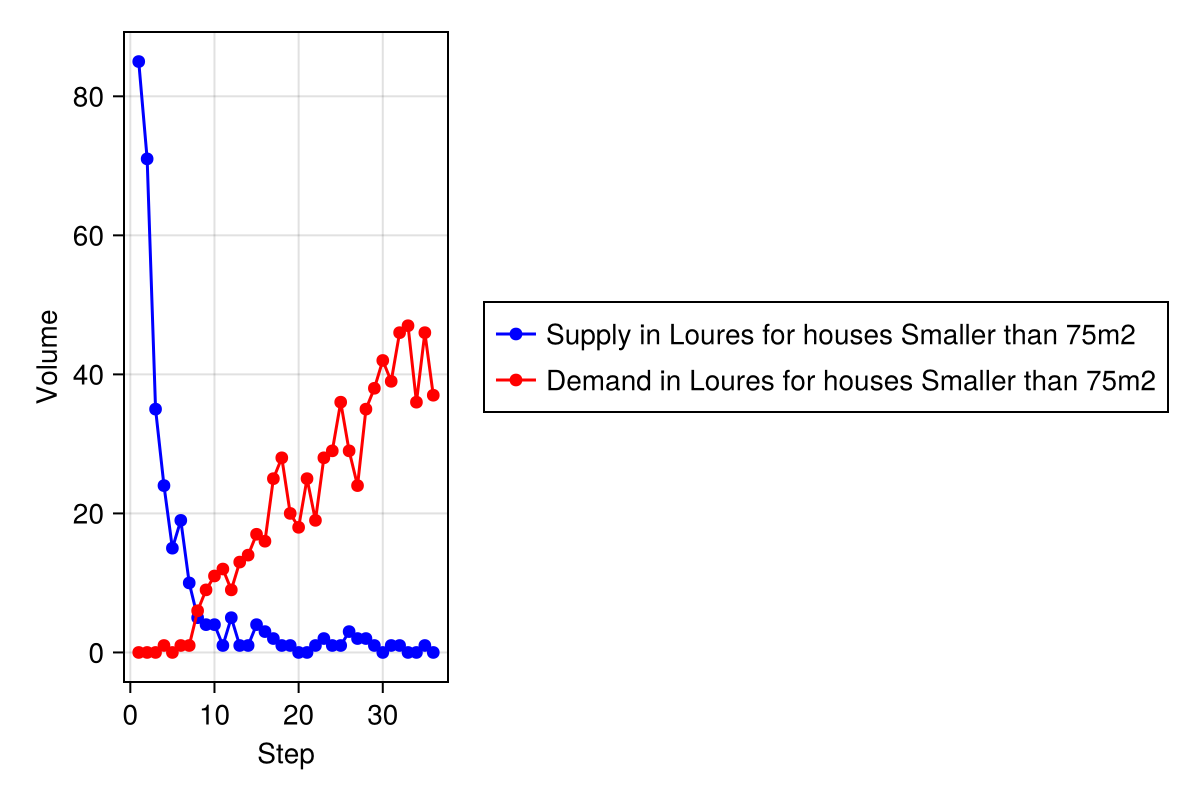 Volume
80
60
40
20
0
0 10 20 30
Step
Supply in Loures for houses Smaller than 75m2
Demand in Loures for houses Smaller than 75m2